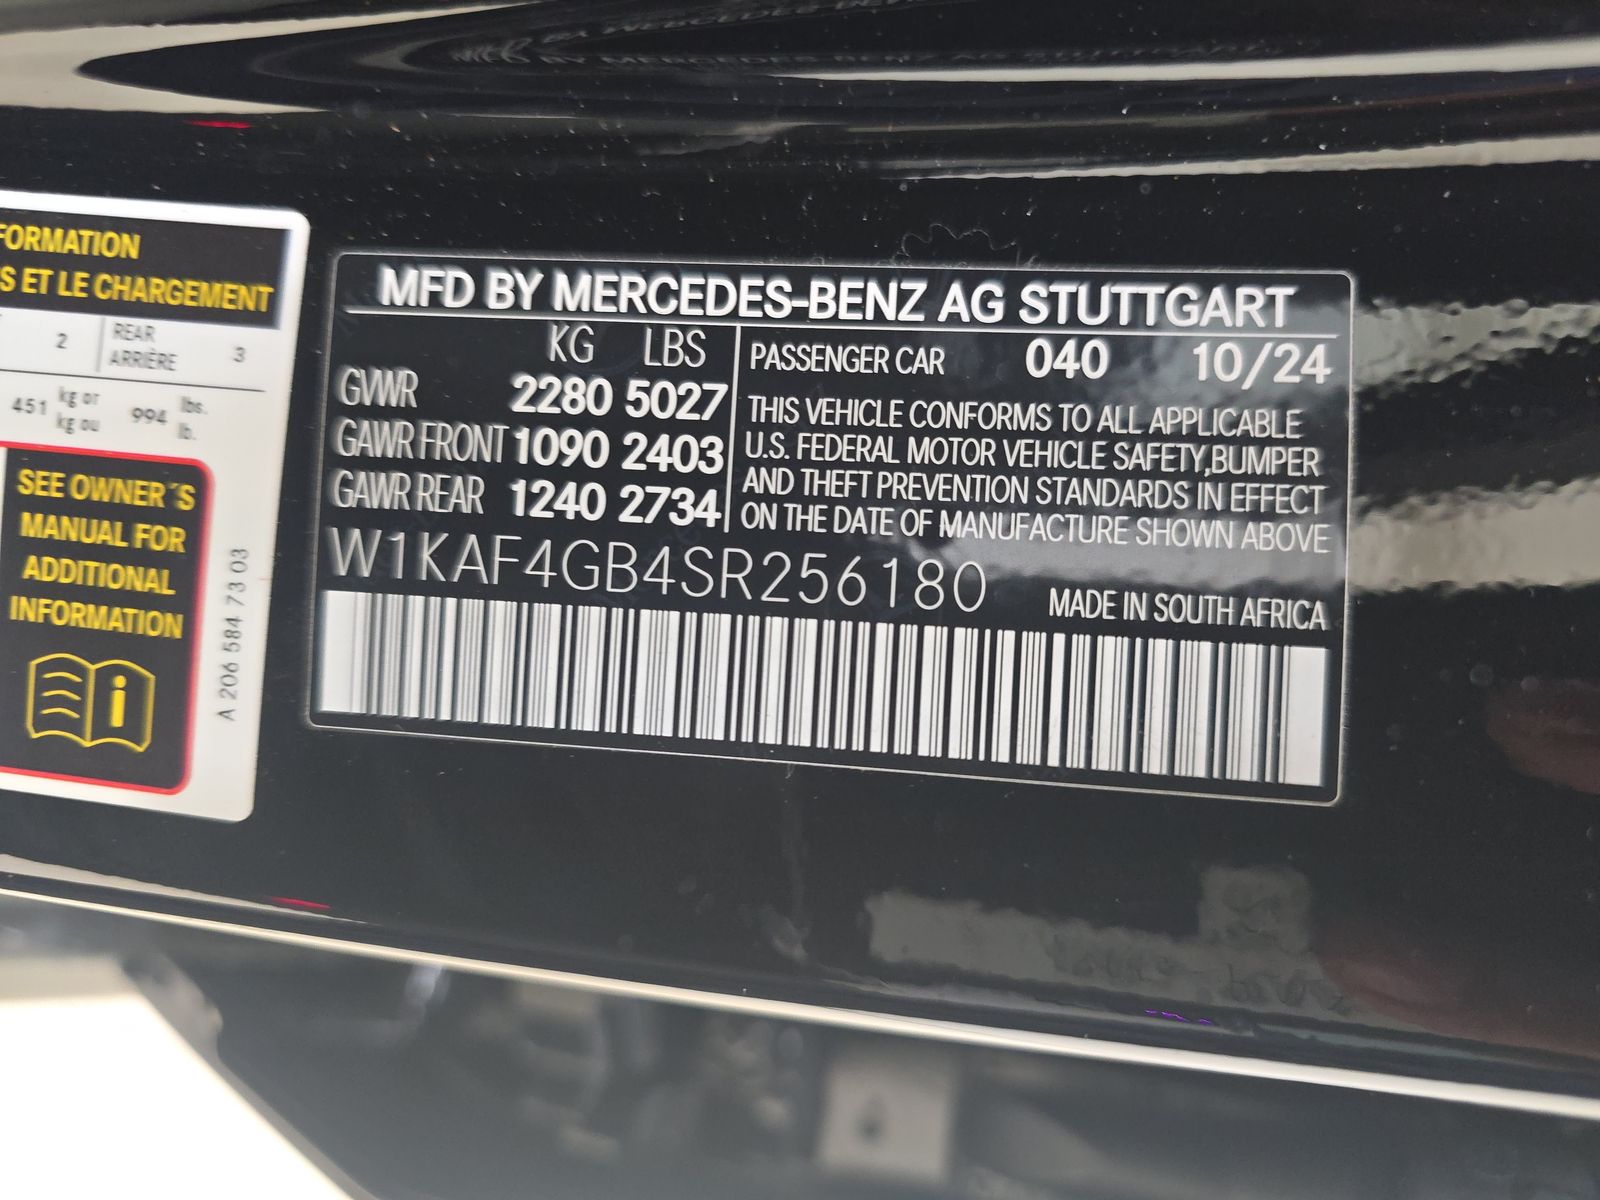 FORMATION
S ET LE CHARGEMENT
2 REAR ARRIÈRE 3
451 kg or kg ou 994 lbs. lb.
SEE OWNER´S
MANUAL FOR
ADDITIONAL
INFORMATION
i
A 206 584 73 03
MFD BY MERCEDES-BENZ AG STUTTGART
KG LBS
GVWR 2280 5027
GAWR FRONT 1090 2403
GAWR REAR 1240 2734
PASSENGER CAR 040 10/24
THIS VEHICLE CONFORMS TO ALL APPLICABLE
U.S. FEDERAL MOTOR VEHICLE SAFETY,BUMPER
AND THEFT PREVENTION STANDARDS IN EFFECT
ON THE DATE OF MANUFACTURE SHOWN ABOVE
W1KAF4GB4SR256180
MADE IN SOUTH AFRICA